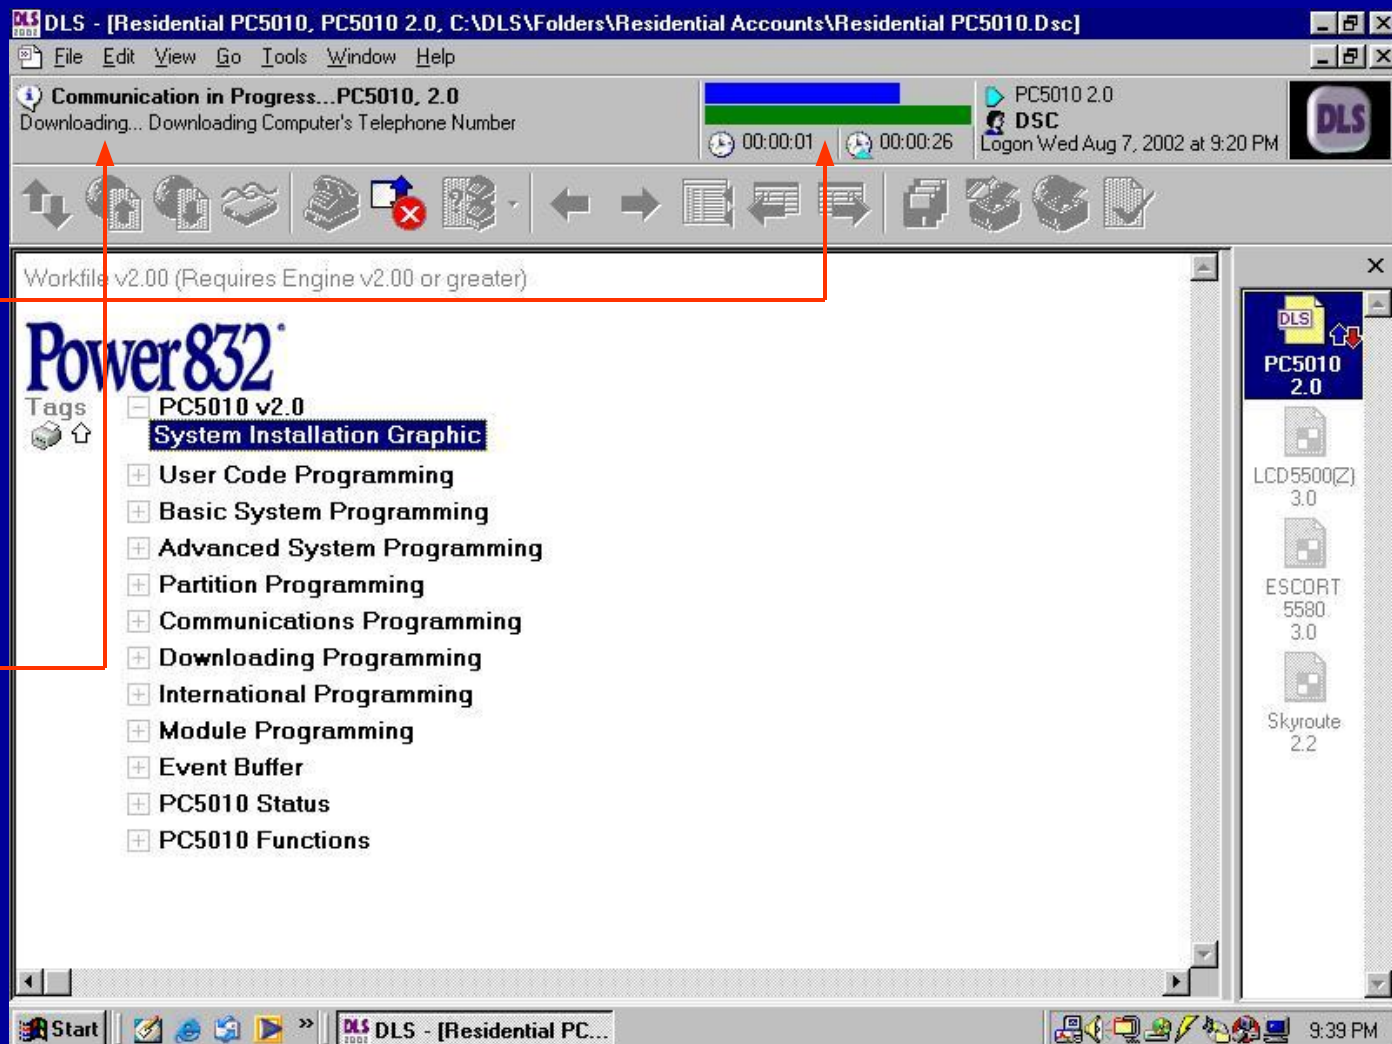 DLS - [Residential PC5010, PC5010 2.0, C:\DLS\Folders\Residential Accounts\Residential PC5010.Dsc]
File Edit View Go Tools Window Help
Communication in Progress...PC5010, 2.0
Downloading... Downloading Computer's Telephone Number
00:00:01
00:00:26
PC5010 2.0
DSC
Logon Wed Aug 7, 2002 at 9:20 PM
DLS
Workfile v2.00 (Requires Engine v2.00 or greater)
Power832
Tags
PC5010 v2.0
System Installation Graphic
User Code Programming
Basic System Programming
Advanced System Programming
Partition Programming
Communications Programming
Downloading Programming
International Programming
Module Programming
Event Buffer
PC5010 Status
PC5010 Functions
DLS
PC5010
2.0
LCD5500(Z)
3.0
ESCORT
5580
3.0
Skyroute
2.2
Start
DLS - [Residential PC...
9:39 PM